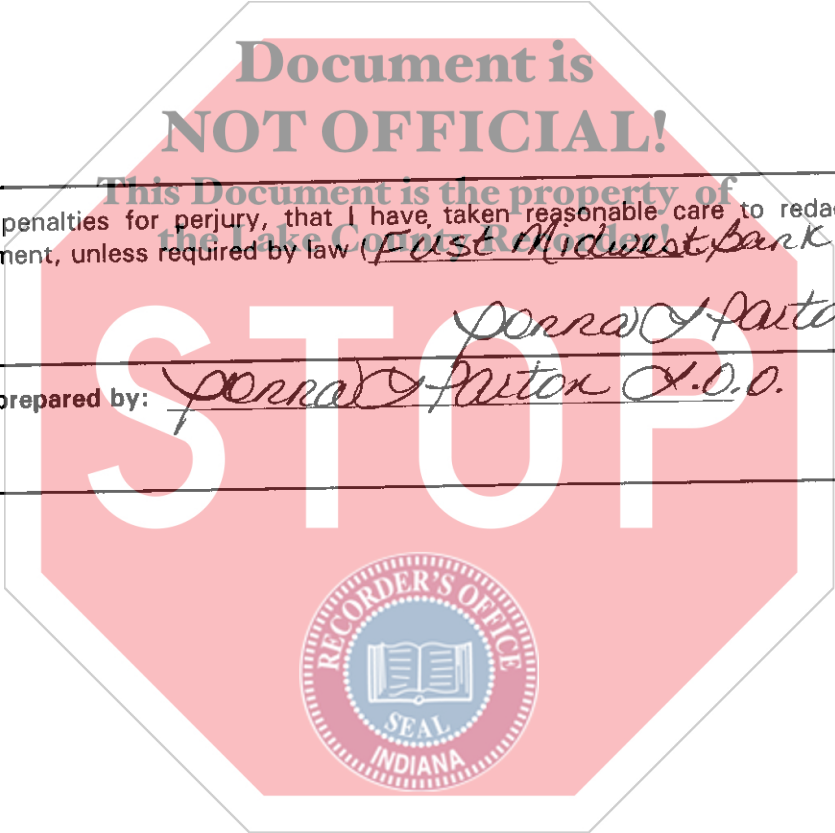 Document is
NOT OFFICIAL!
This Document is the property of
the Lake County Recorder!
penalties for perjury, that I have taken reasonable care to reda
ment, unless required by law (First Midwest Bank
prepared by:
L.O.O.
STOP
RECORDER'S OFFICE
SEAL
INDIANA